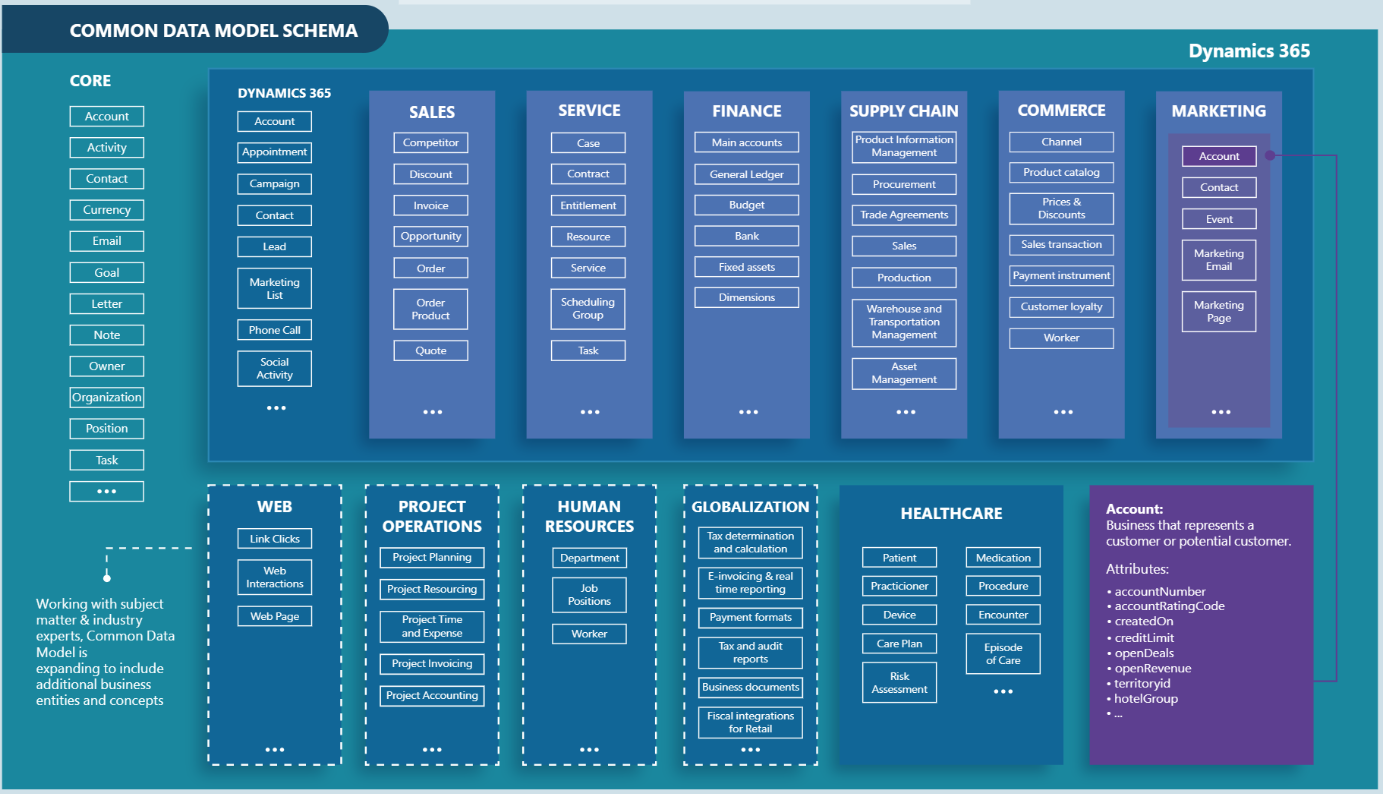 COMMON DATA MODEL SCHEMA
Dynamics 365
CORE
Account
Activity
Contact
Currency
Email
Goal
Letter
Note
Owner
Organization
Position
Task
...
DYNAMICS 365
Account
Appointment
Campaign
Contact
Lead
Marketing
List
Phone Call
Social
Activity
...
SALES
Competitor
Discount
Invoice
Opportunity
Order
Order
Product
Quote
...
SERVICE
Case
Contract
Entitlement
Resource
Service
Scheduling
Group
Task
...
FINANCE
Main accounts
General Ledger
Budget
Bank
Fixed assets
Dimensions
...
SUPPLY CHAIN
Product Information
Management
Procurement
Trade Agreements
Sales
Production
Warehouse and
Transportation
Management
Asset
Management
...
COMMERCE
Channel
Product catalog
Prices &
Discounts
Sales transaction
Payment instrument
Customer loyalty
Worker
...
MARKETING
Account
Contact
Event
Marketing
Email
Marketing
Page
...
Working with subject
matter & industry
experts, Common Data
Model is
expanding to include
additional business
entities and concepts
WEB
Link Clicks
Web
Interactions
Web Page
...
PROJECT
OPERATIONS
Project Planning
Project Resourcing
Project Time
and Expense
Project Invoicing
Project Accounting
...
HUMAN
RESOURCES
Department
Job
Positions
Worker
...
GLOBALIZATION
Tax determination
and calculation
E-invoicing & real
time reporting
Payment formats
Tax and audit
reports
Business documents
Fiscal integrations
for Retail
...
HEALTHCARE
Patient
Practicioner
Device
Care Plan
Risk
Assessment
Medication
Procedure
Encounter
Episode
of Care
...
Account:
Business that represents a
customer or potential customer.
Attributes:
• accountNumber
• accountRatingCode
• createdOn
• creditLimit
• openDeals
• openRevenue
• territoryid
• hotelGroup
• ...